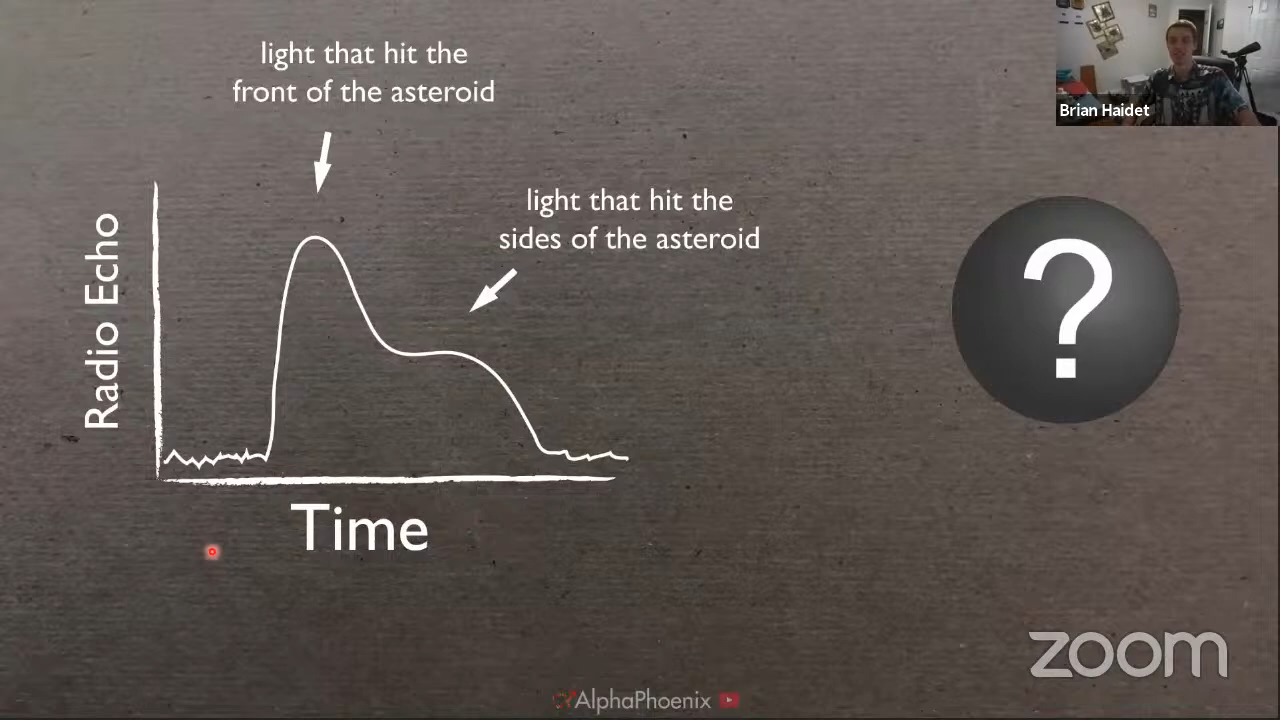 light that hit the
front of the asteroid
Brian Haidet
light that hit the
sides of the asteroid
Radio Echo
?
Time
zoom
AlphaPhoenix